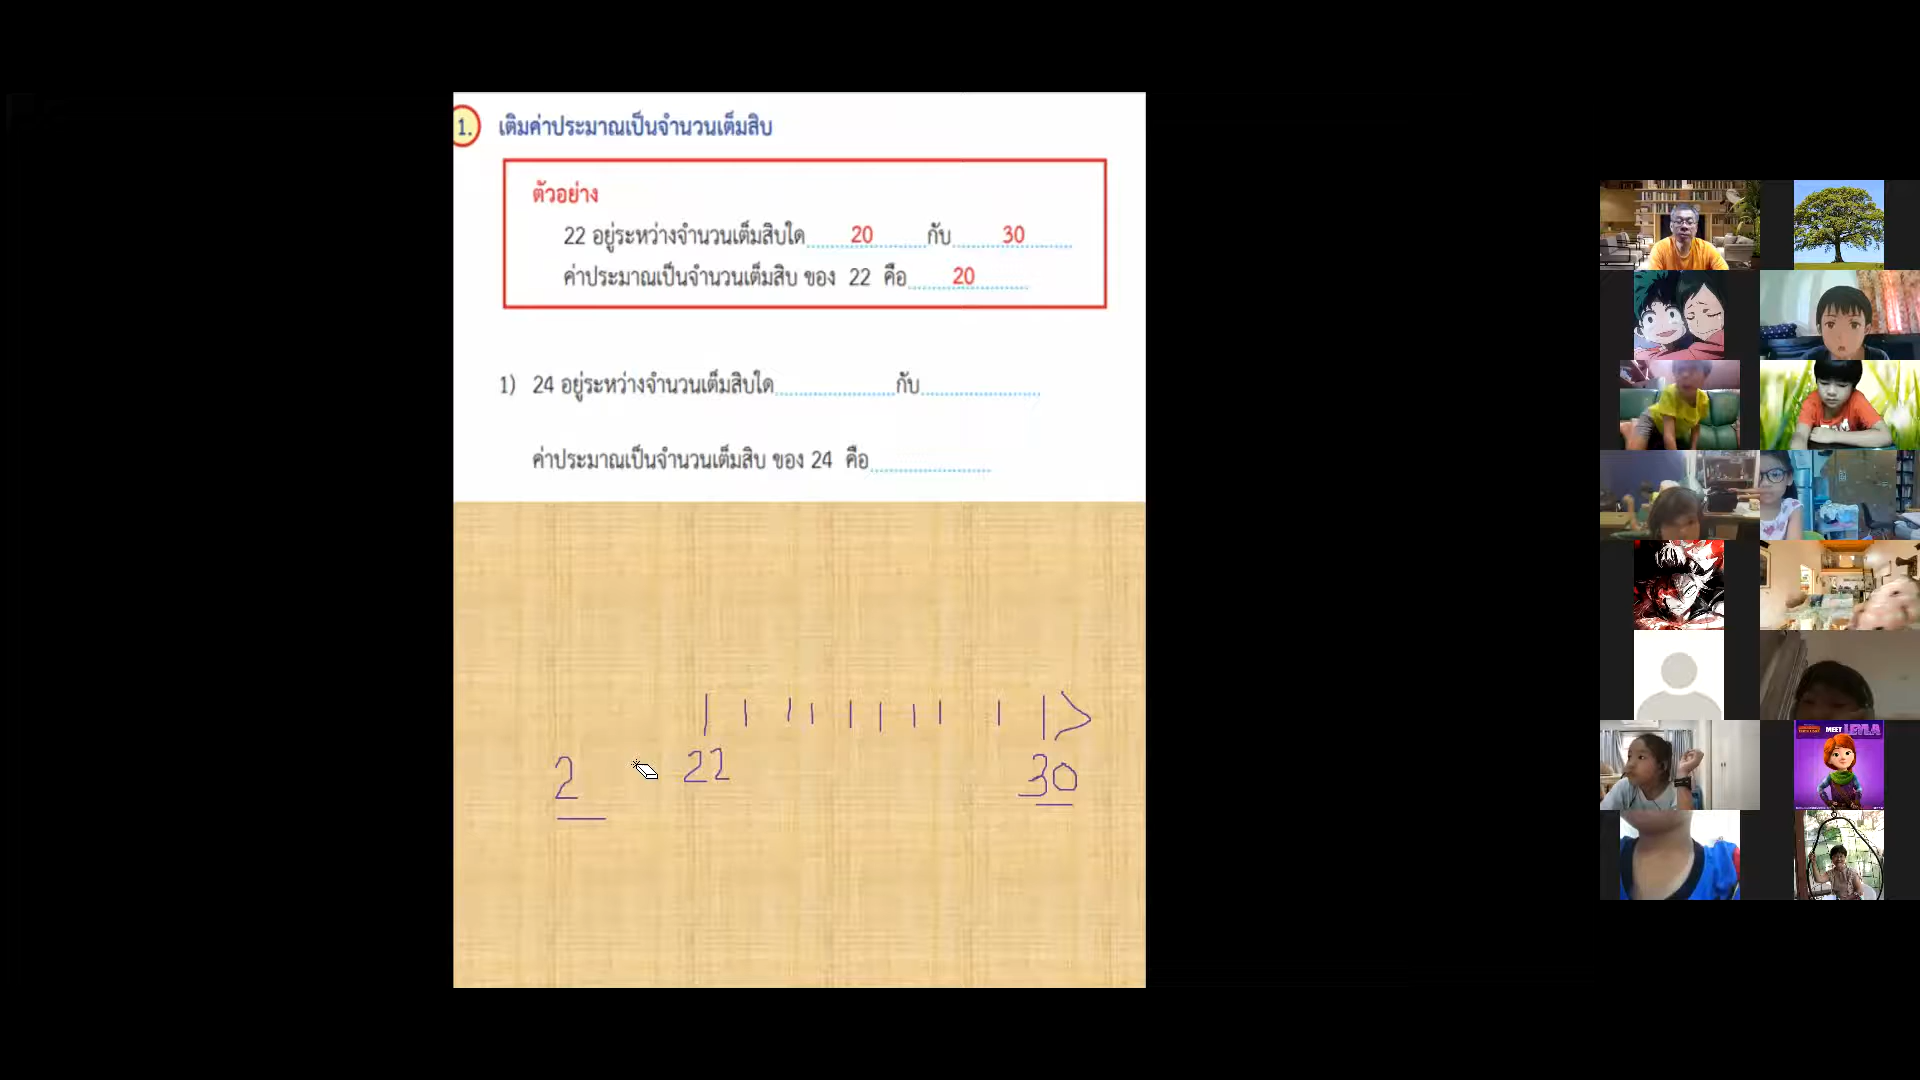 1. เติมค่าประมาณเป็นจำนวนเต็มสิบ
ตัวอย่าง
22 อยู่ระหว่างจำนวนเต็มสิบใด 20 กับ 30
ค่าประมาณเป็นจำนวนเต็มสิบ ของ 22 คือ 20
1) 24 อยู่ระหว่างจำนวนเต็มสิบใด กับ
ค่าประมาณเป็นจำนวนเต็มสิบ ของ 24 คือ
2 22 30
MEET LEYLA